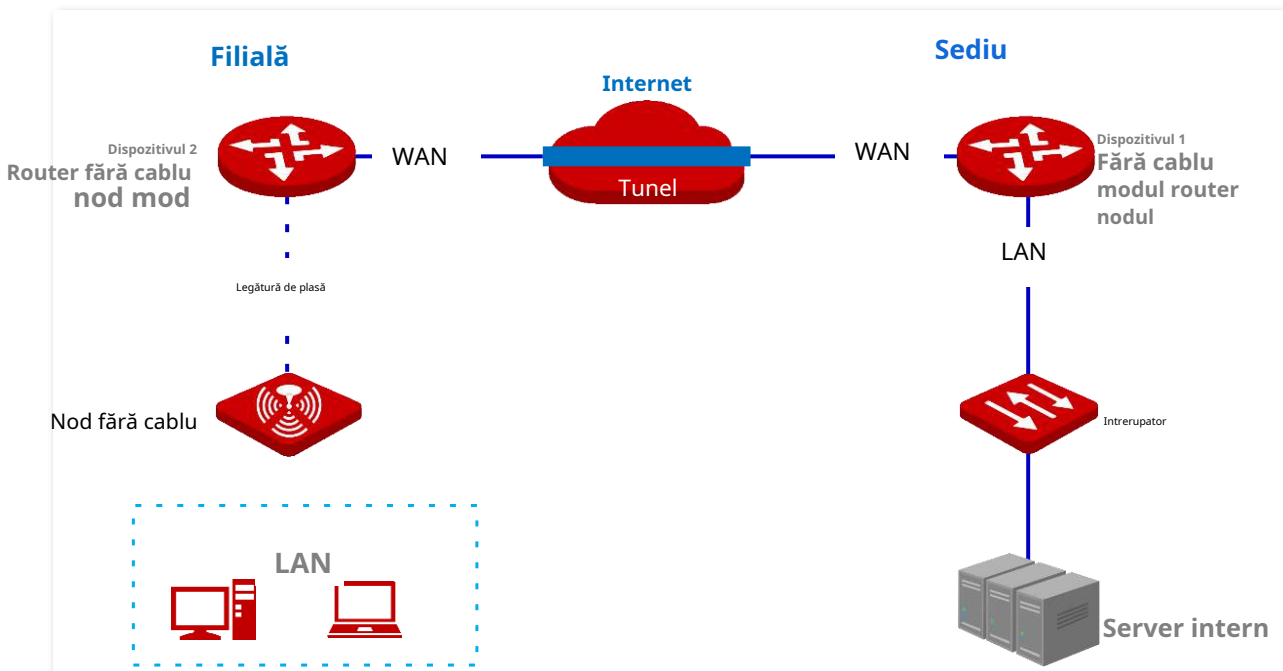 Filială
Sediu
Internet
Dispozitivul 2
Router fără cablu
nod mod
WAN
Tunel
WAN
Dispozitivul 1
Fără cablu
modul router
nodul
LAN
Legătură de plasă
Nod fără cablu
Intrerupator
LAN
Server intern